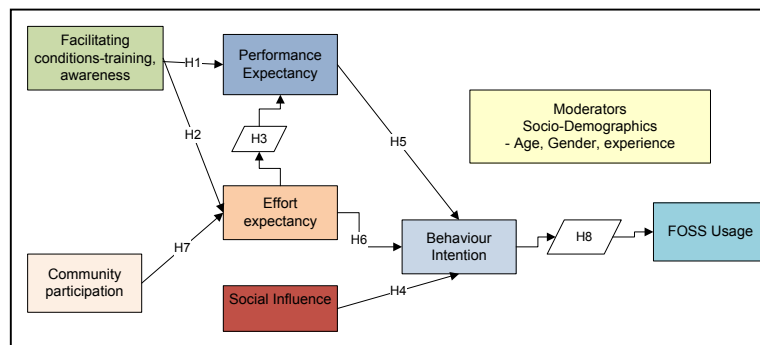 Facilitating
conditions-training,
awareness
H1
Performance
Expectancy
H2
H3
H5
Moderators
Socio-Demographics
- Age, Gender, experience
Effort
expectancy
H7
H6
Behaviour
Intention
H8
FOSS Usage
Community
participation
Social Influence
H4